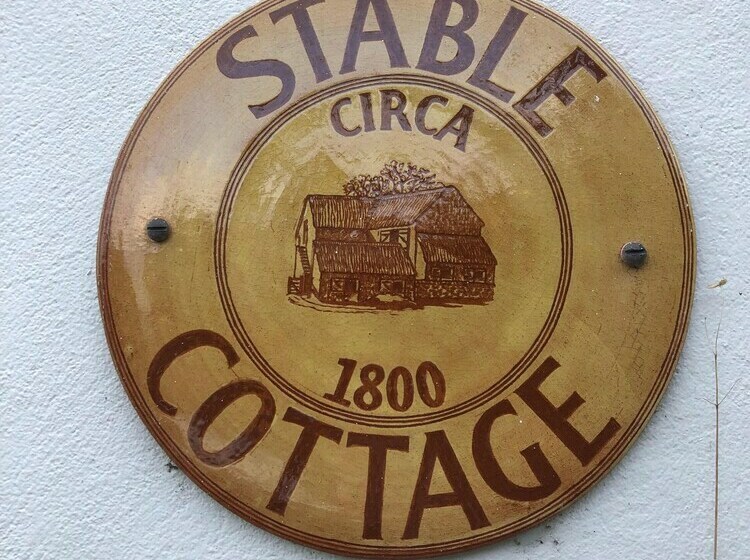 STABLE
CIRCA
1800
COTTAGE